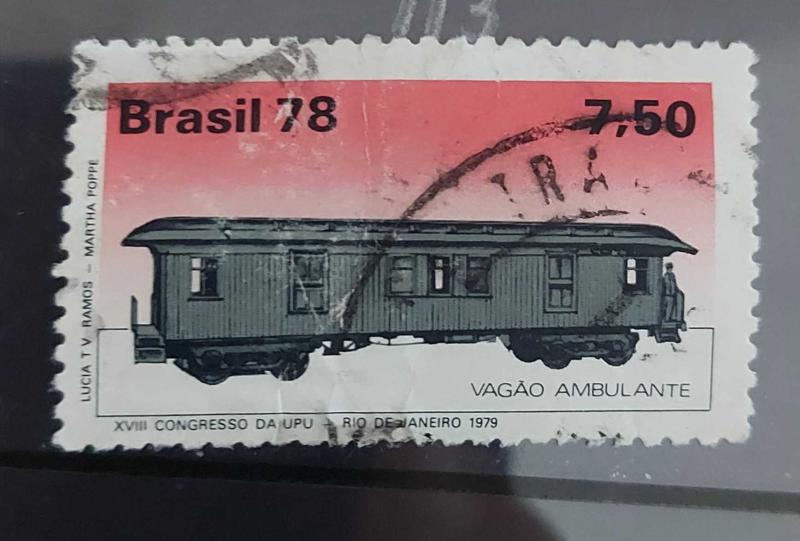 Brasil 78
7,50
LUCIA T V RAMOS - MARTHA POPPE
VAGÃO AMBULANTE
XVIII CONGRESSO DA UPU - RIO DE JANEIRO 1979